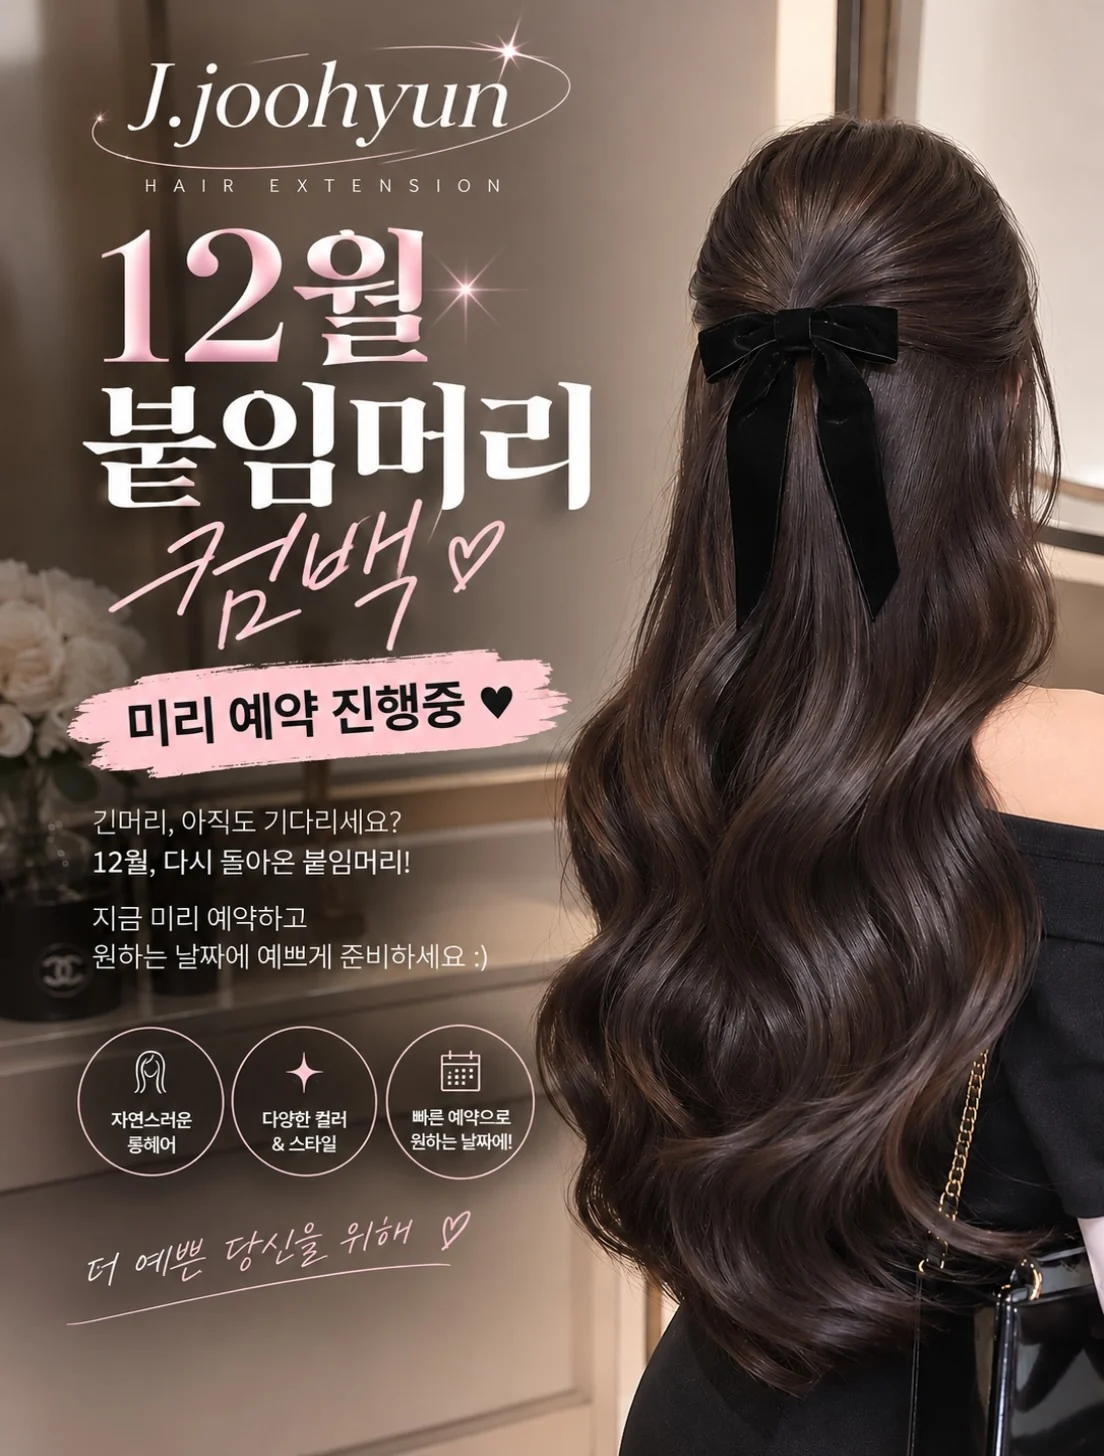 J.joohyun
HAIR EXTENSION
12월
붙임머리
컴백♡
미리 예약 진행중 ♥
긴머리, 아직도 기다리세요?
12월, 다시 돌아온 붙임머리!
지금 미리 예약하고
원하는 날짜에 예쁘게 준비하세요 :)
자연스러운
롱헤어
다양한 컬러
& 스타일
빠른 예약으로
원하는 날짜에!
더 예쁜 당신을 위해 ♡